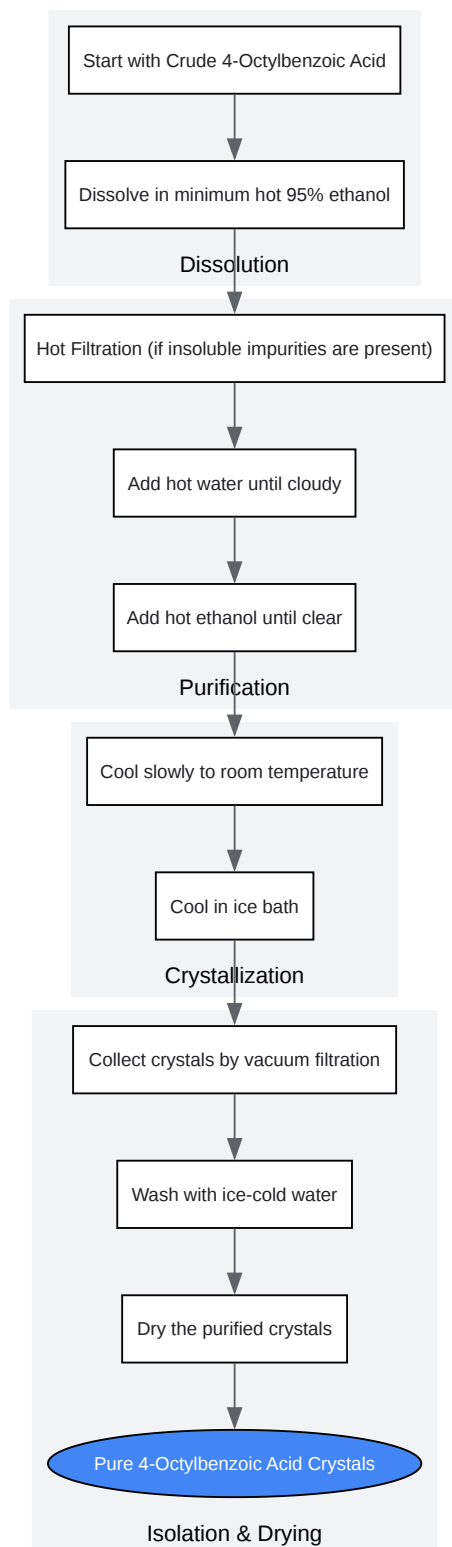 Start with Crude 4-Octylbenzoic Acid
Dissolve in minimum hot 95% ethanol
Dissolution
Hot Filtration (if insoluble impurities are present)
Add hot water until cloudy
Add hot ethanol until clear
Purification
Cool slowly to room temperature
Cool in ice bath
Crystallization
Collect crystals by vacuum filtration
Wash with ice-cold water
Dry the purified crystals
Pure 4-Octylbenzoic Acid Crystals
Isolation & Drying